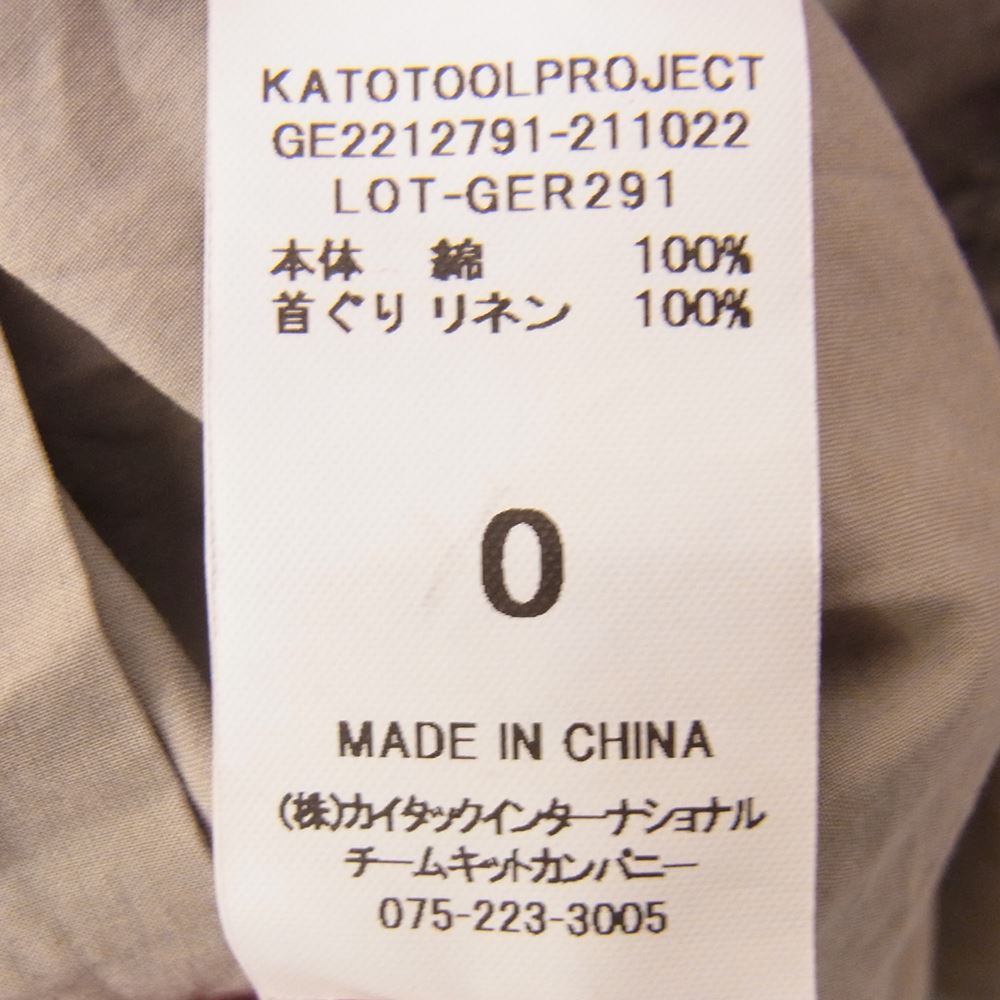 KATOTOOLPROJECT
GE2212791-211022
LOT-GER291
本体 綿 100%
首ぐり リネン 100%
0
MADE IN CHINA
(株)カイタックインターナショナル
チームキットカンパニー
075-223-3005